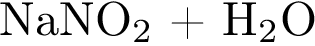 NaNO₂ + H₂O